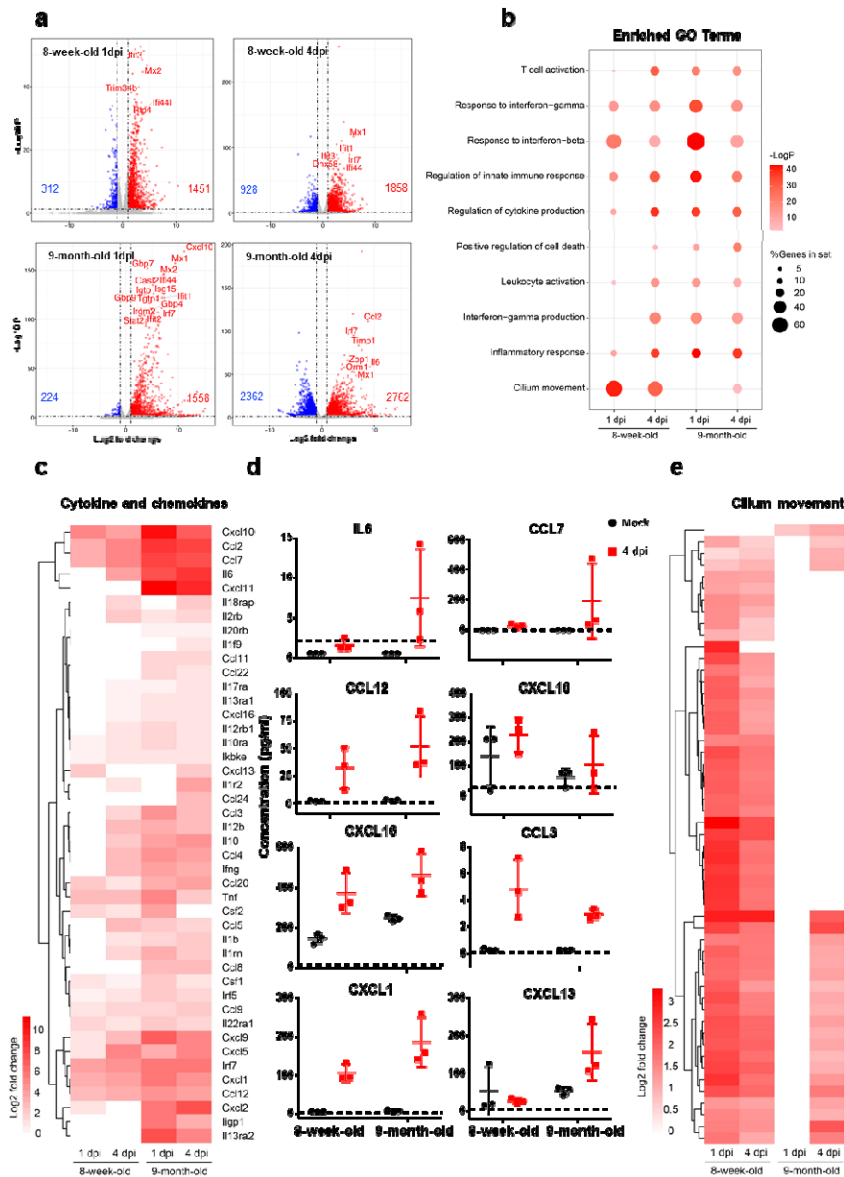 a
8-week-old 1dpi
Mx2
Ifi44l
312
1451
8-week-old 4dpi
Mx1
Ifit1
Irf7
Ifi44
928
1858
9-month-old 1dpi
Cxcl10
Mx1
Gbp7
Mx2
Ifi44
Isg15
Ifit1
Gbp4
Irf7
Ifit2
224
1558
Log2 fold change
9-month-old 4dpi
Ccl2
Irf7
Timp1
Il6
Orm1
Mx1
2362
2762
Log2 fold change
b
Enriched GO Terms
T cell activation
Response to interferon-gamma
Response to interferon-beta
Regulation of innate immune response
Regulation of cytokine production
Positive regulation of cell death
Leukocyte activation
Interferon-gamma production
Inflammatory response
Cilium movement
1 dpi 4 dpi 1 dpi 4 dpi
8-week-old 9-month-old
-LogP
40
30
20
10
%Genes in set
5
10
20
40
60
c
Cytokine and chemokines
Cxcl10
Ccl2
Ccl7
Il6
Cxcl11
Il18rap
Il2rb
Il20rb
Il1f9
Ccl11
Ccl22
Il17ra
Il13ra1
Cxcl16
Il12rb1
Il10ra
Ikbke
Cxcl13
Il1r2
Ccl24
Ccl3
Il12b
Il10
Ccl4
Ifng
Ccl20
Tnf
Csf2
Ccl5
Il1b
Il1rn
Ccl8
Csf1
Irf5
Ccl9
Il22ra1
Cxcl9
Cxcl5
Irf7
Cxcl1
Ccl12
Cxcl2
Iigp1
Il13ra2
Log2 fold change
10
8
6
4
2
0
1 dpi 4 dpi 1 dpi 4 dpi
8-week-old 9-month-old
d
Mock
4 dpi
Concentration (pg/ml)
IL6
CCL7
CCL12
CXCL10
CXCL16
CCL3
CXCL1
CXCL13
8-week-old 9-month-old
8-week-old 9-month-old
e
Cilium movement
Log2 fold change
3
2.5
2
1.5
1
0.5
0
1 dpi 4 dpi 1 dpi 4 dpi
8-week-old 9-month-old